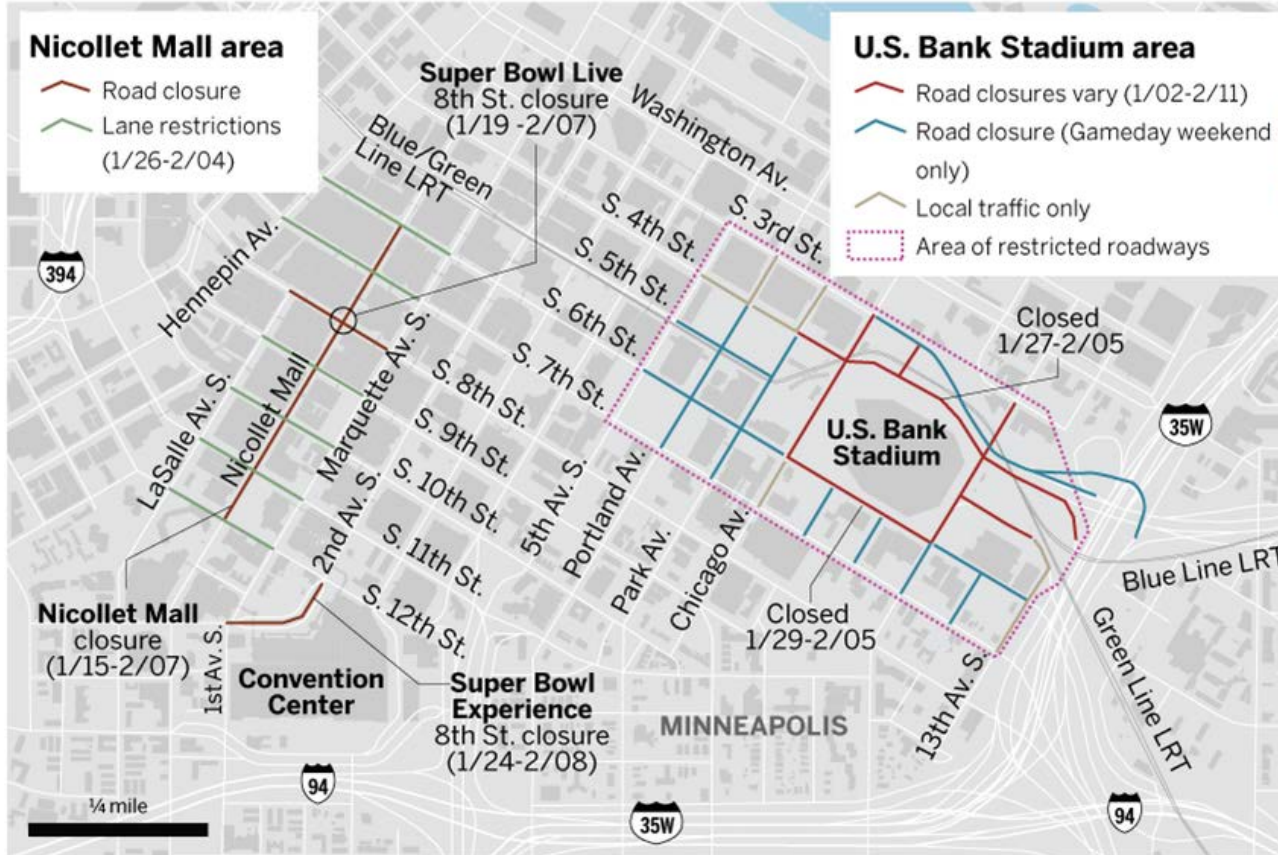 Nicollet Mall area
Road closure
Lane restrictions
(1/26-2/04)
U.S. Bank Stadium area
Road closures vary (1/02-2/11)
Road closure (Gameday weekend
only)
Local traffic only
Area of restricted roadways
Super Bowl Live
8th St. closure
(1/19 -2/07)
Blue/Green
Line LRT
Washington Av.
S. 3rd St.
S. 4th St.
S. 5th St.
S. 6th St.
S. 7th St.
S. 8th St.
S. 9th St.
S. 10th St.
S. 11th St.
S. 12th St.
394
Hennepin Av.
LaSalle Av. S.
Nicollet Mall
Marquette Av. S.
2nd Av. S.
5th Av. S.
Portland Av.
Park Av.
Chicago Av.
13th Av. S.
1st Av. S.
Closed
1/27-2/05
U.S. Bank
Stadium
35W
Closed
1/29-2/05
Blue Line LRT
Green Line LRT
Nicollet Mall
closure
(1/15-2/07)
Convention
Center
Super Bowl
Experience
8th St. closure
(1/24-2/08)
MINNEAPOLIS
94
35W
94
¼ mile